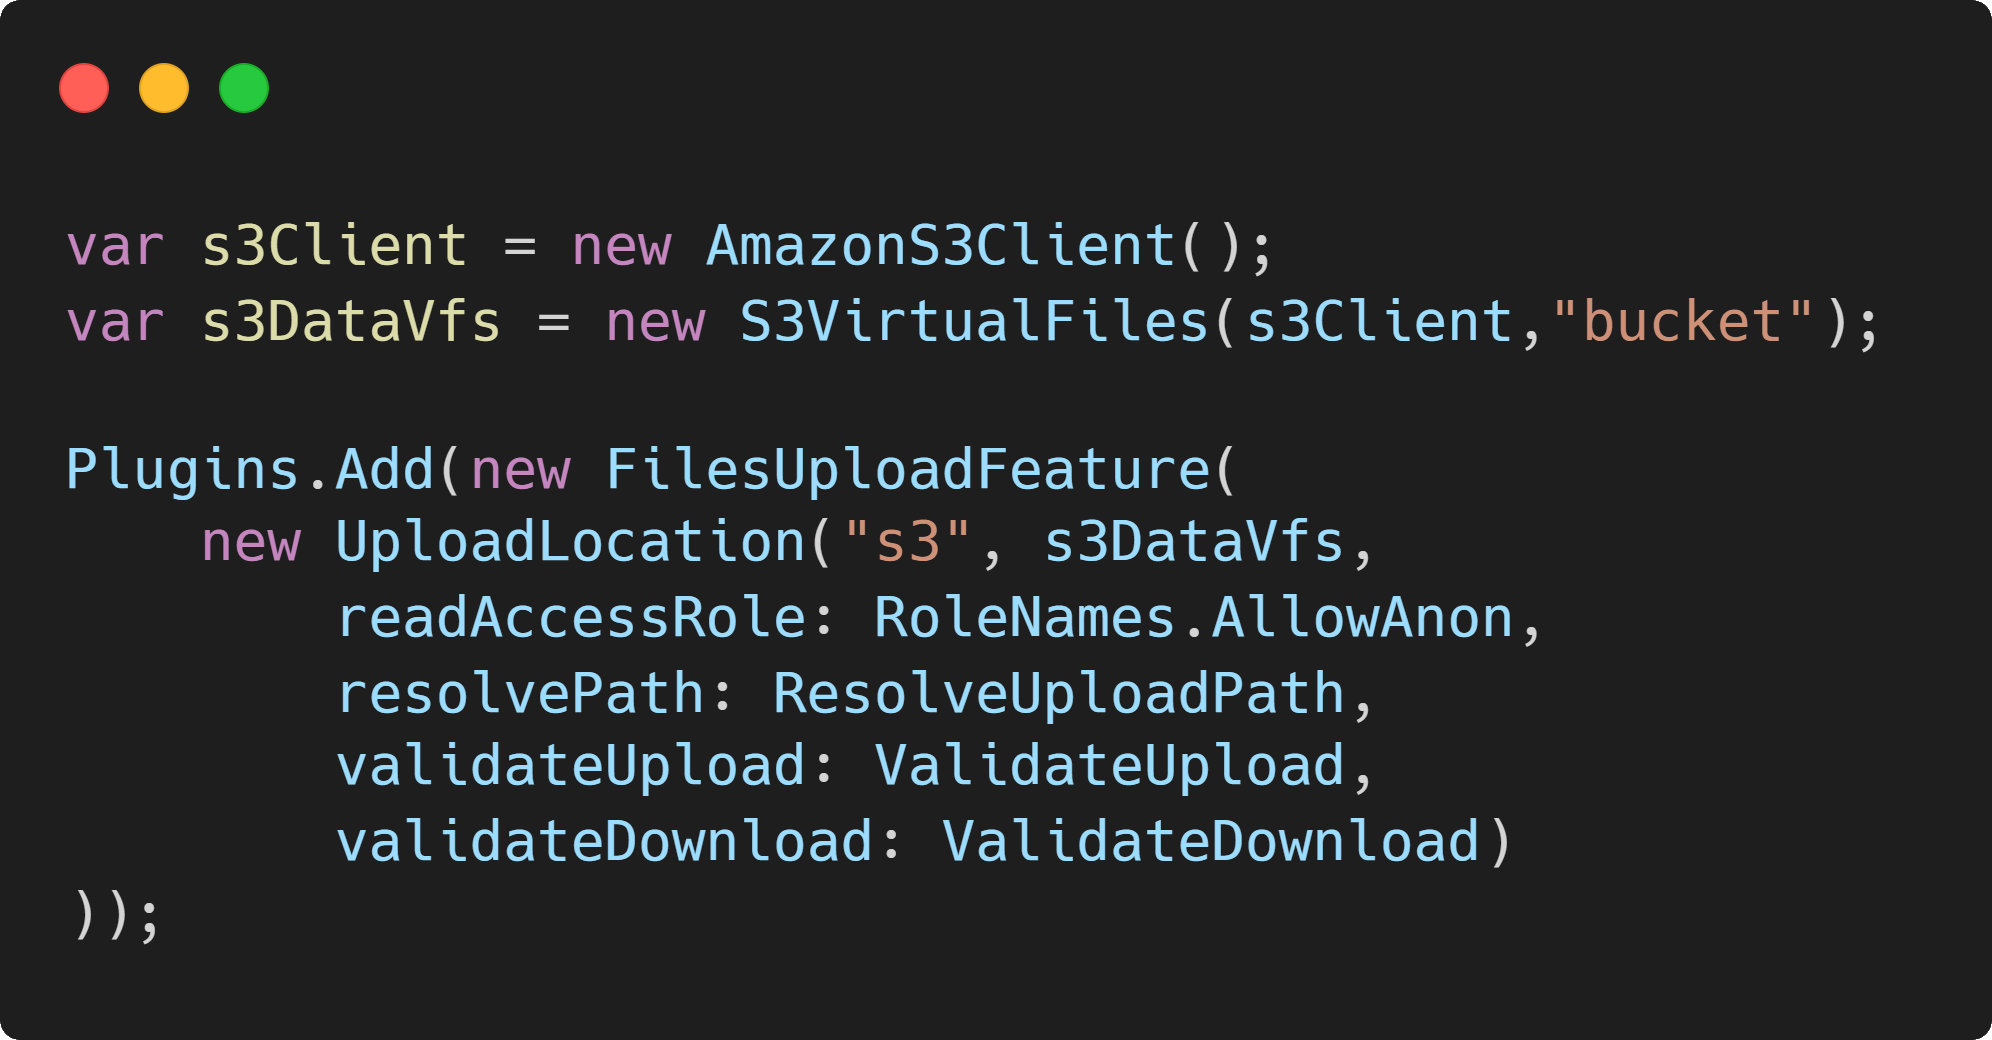 var s3Client = new AmazonS3Client();
var s3DataVfs = new S3VirtualFiles(s3Client,"bucket");
Plugins.Add(new FilesUploadFeature(
    new UploadLocation("s3", s3DataVfs,
        readAccessRole: RoleNames.AllowAnon,
        resolvePath: ResolveUploadPath,
        validateUpload: ValidateUpload,
        validateDownload: ValidateDownload)
));